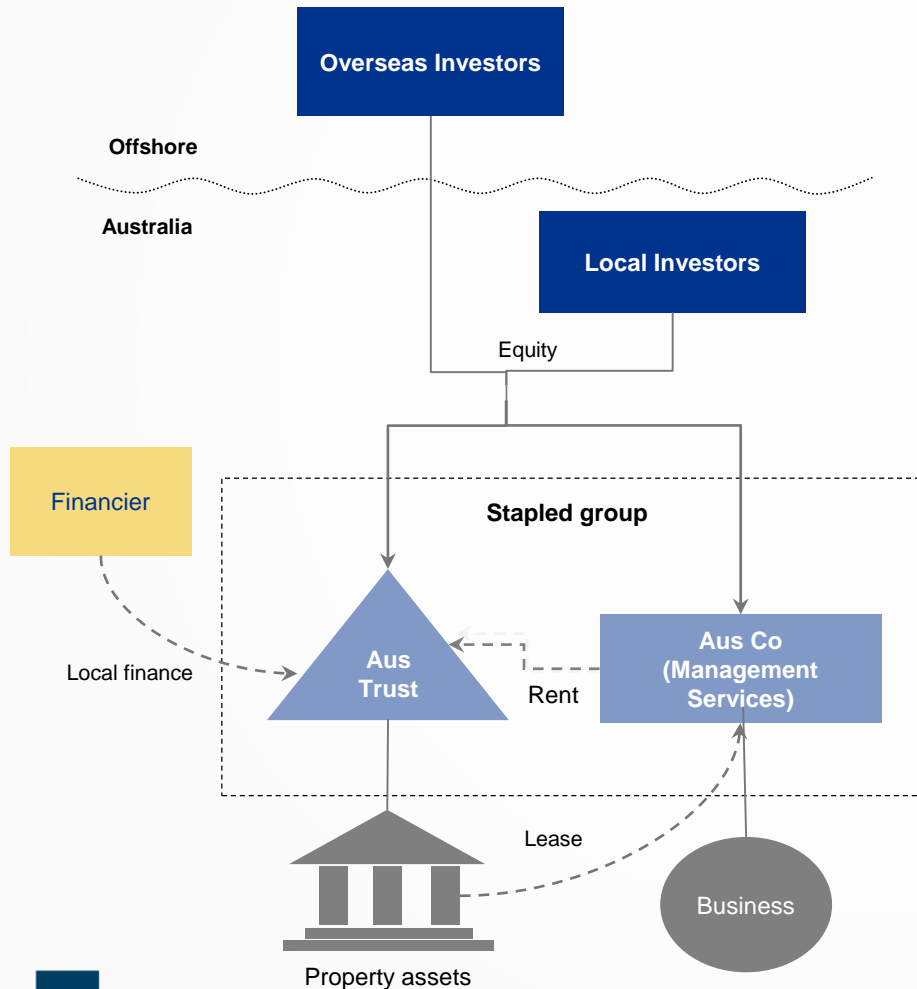 Overseas Investors
Offshore
Australia
Local Investors
Equity
Financier
Stapled group
Aus
Trust
Aus Co
(Management
Services)
Local finance
Rent
Lease
Business
Property assets